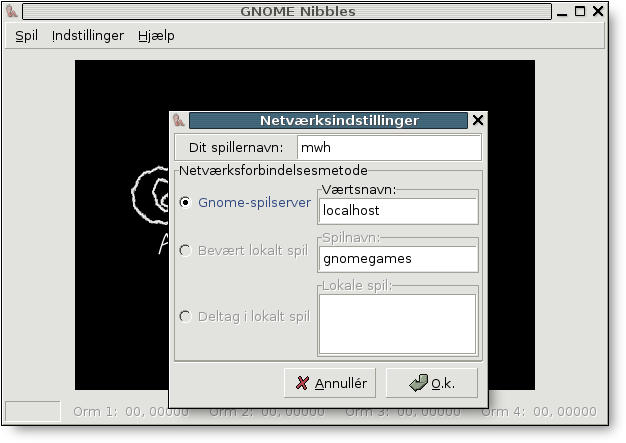 GNOME Nibbles
Spil Indstillinger Hjælp
Netværksindstillinger
Dit spillernavn: mwh
Netværksforbindelsesmetode
Gnome-spilserver
Værtsnavn:
localhost
Bevært lokalt spil
Spilnavn:
gnomegames
Deltag i lokalt spil
Lokale spil:
Annullér O.k.
Orm 1: 00, 00000 Orm 2: 00, 00000 Orm 3: 00, 00000 Orm 4: 00, 00000